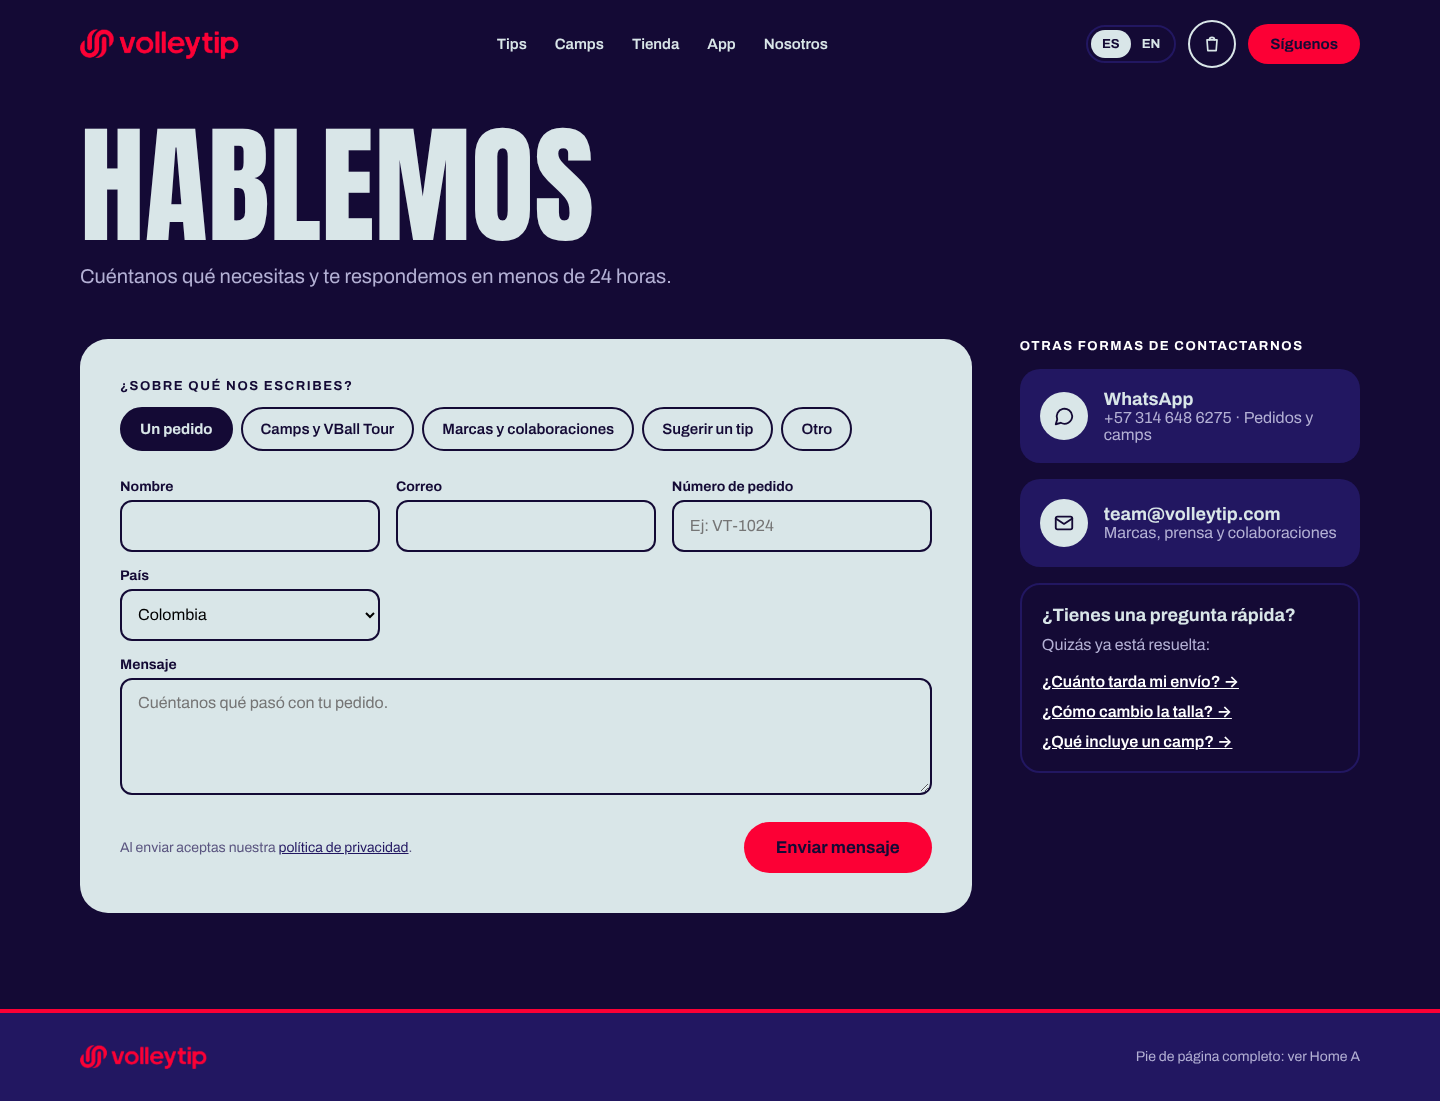 volleytip
Tips
Camps
Tienda
App
Nosotros
ES
EN
Síguenos
HABLEMOS
Cuéntanos qué necesitas y te respondemos en menos de 24 horas.
¿SOBRE QUÉ NOS ESCRIBES?
Un pedido
Camps y VBall Tour
Marcas y colaboraciones
Sugerir un tip
Otro
Nombre
Correo
Número de pedido
Ej: VT-1024
País
Colombia
Mensaje
Cuéntanos qué pasó con tu pedido.
Al enviar aceptas nuestra política de privacidad.
Enviar mensaje
OTRAS FORMAS DE CONTACTARNOS
WhatsApp
+57 314 648 6275 · Pedidos y
camps
team@volleytip.com
Marcas, prensa y colaboraciones
¿Tienes una pregunta rápida?
Quizás ya está resuelta:
¿Cuánto tarda mi envío? →
¿Cómo cambio la talla? →
¿Qué incluye un camp? →
volleytip
Pie de página completo: ver Home A